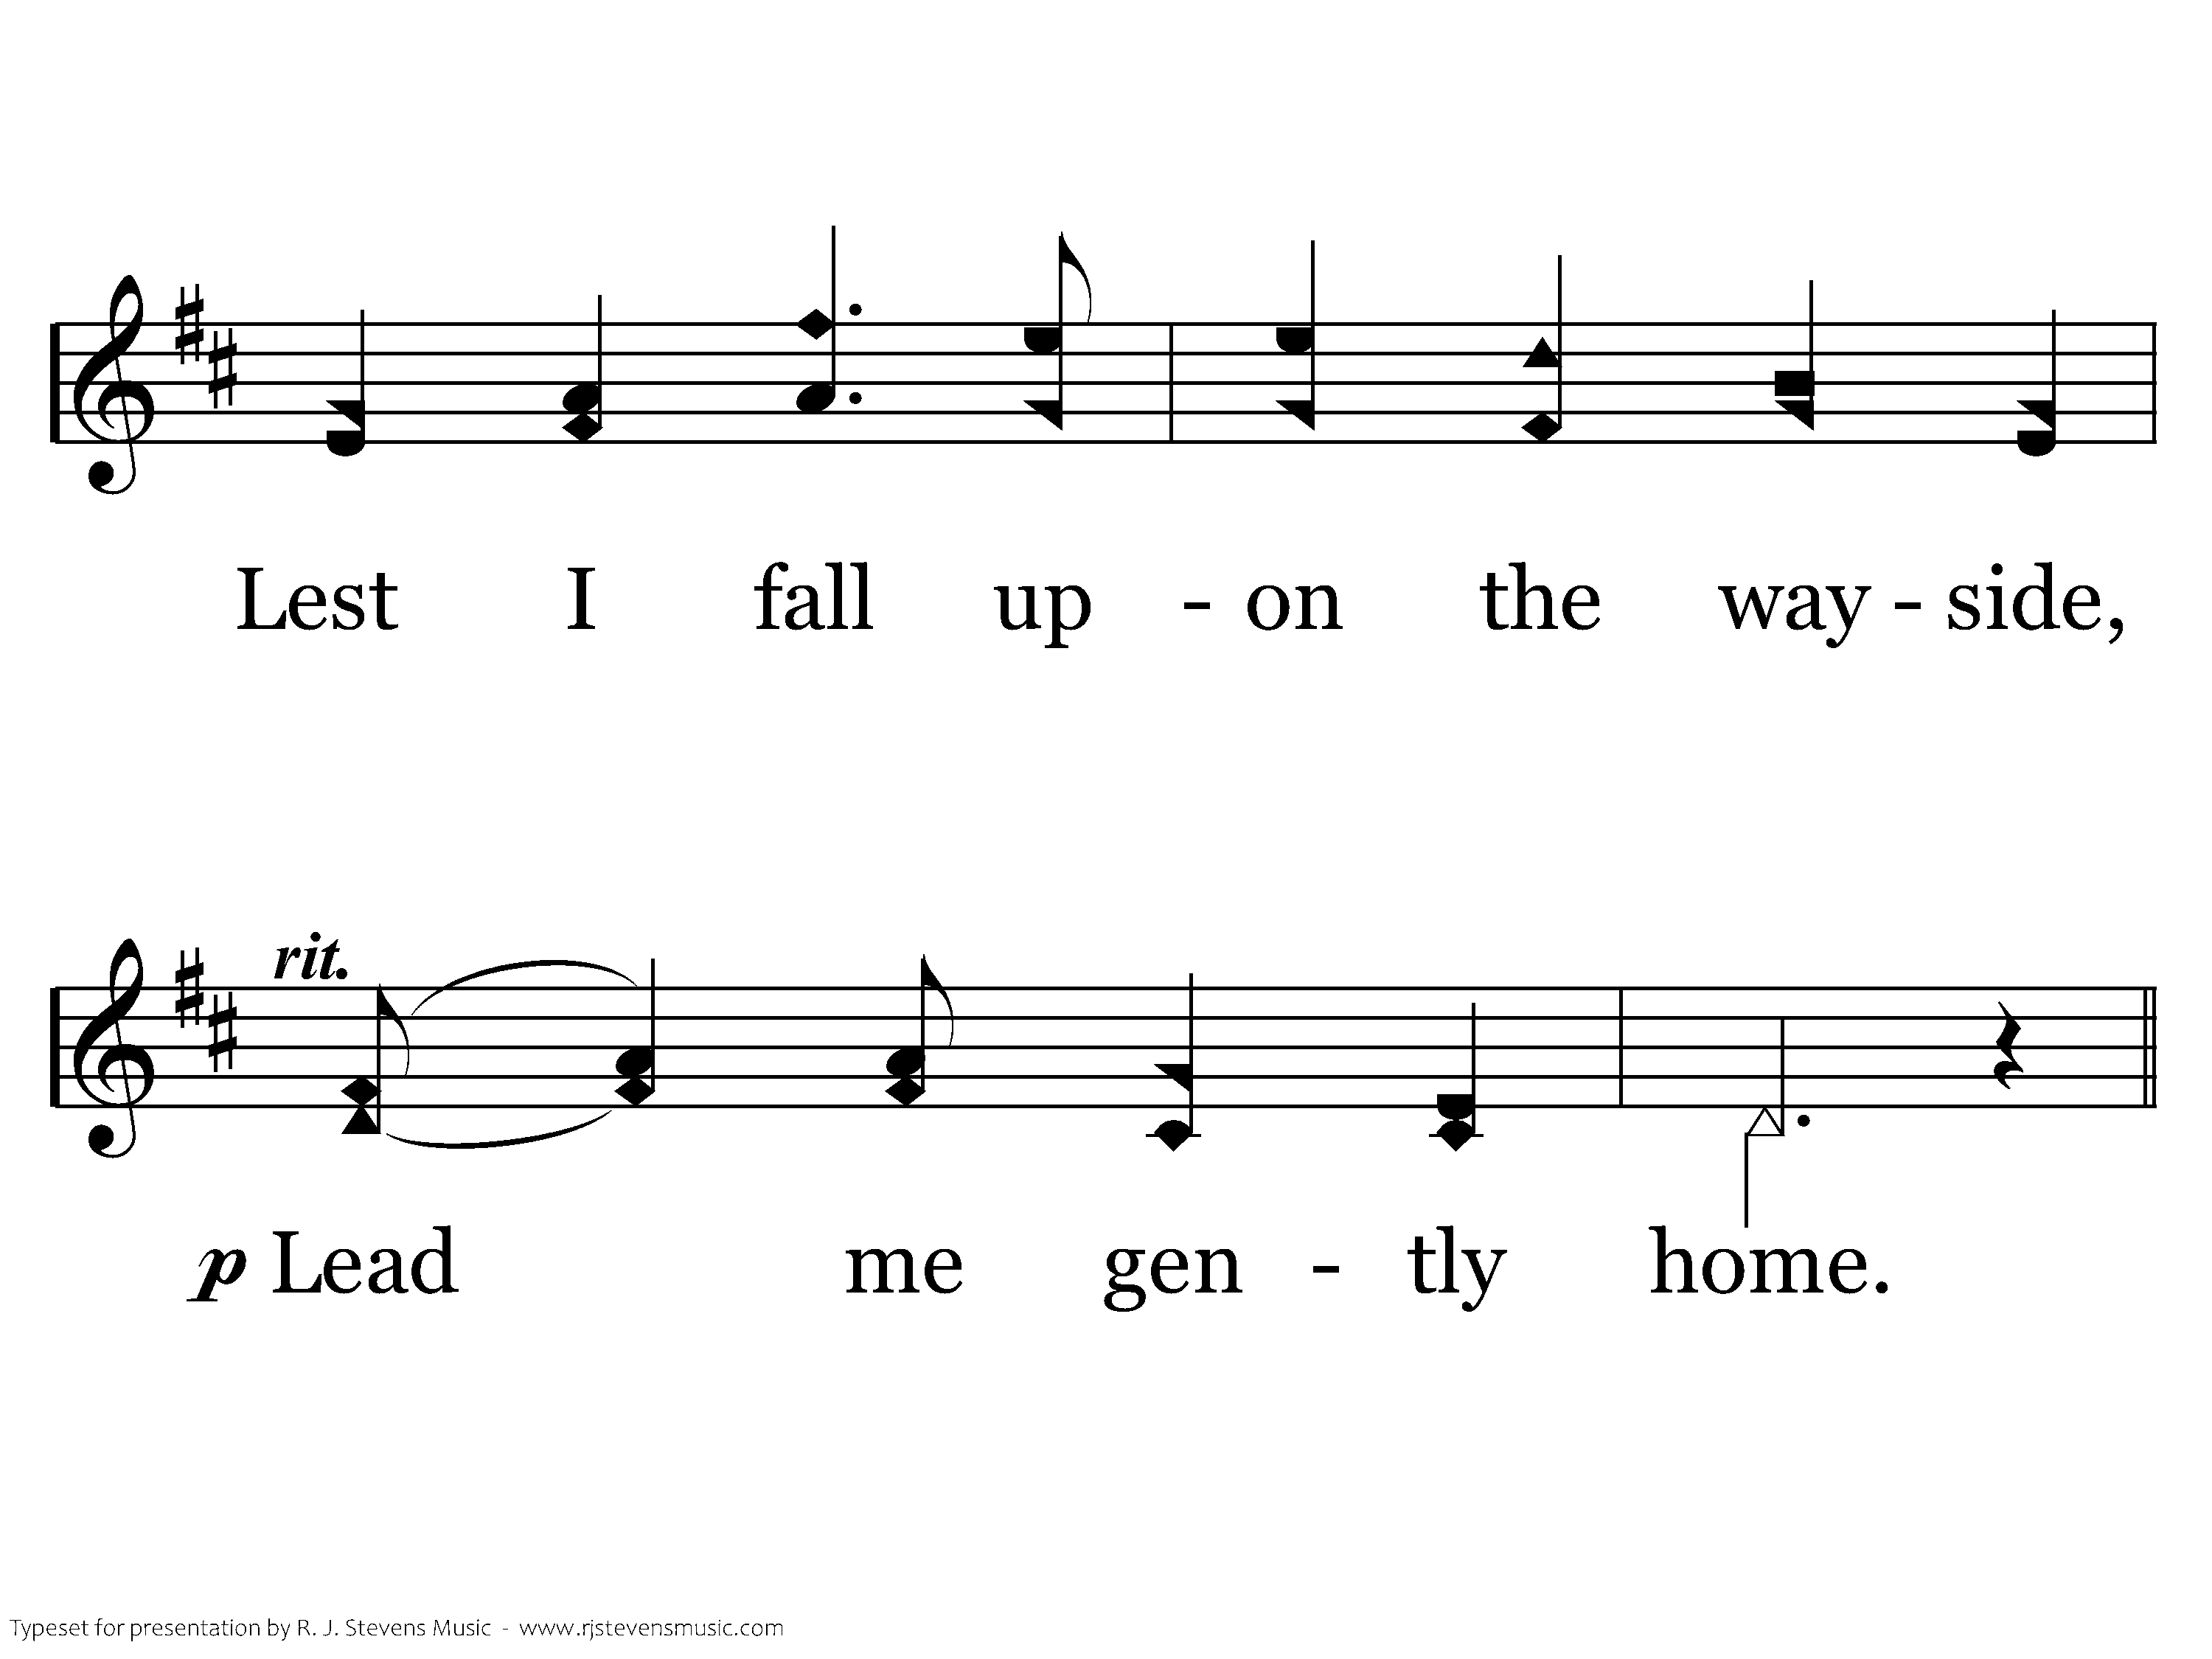 Lest I fall up - on the way - side,
rit.
p Lead me gen - tly home.
Typeset for presentation by R. J. Stevens Music - www.rjstevensmusic.com